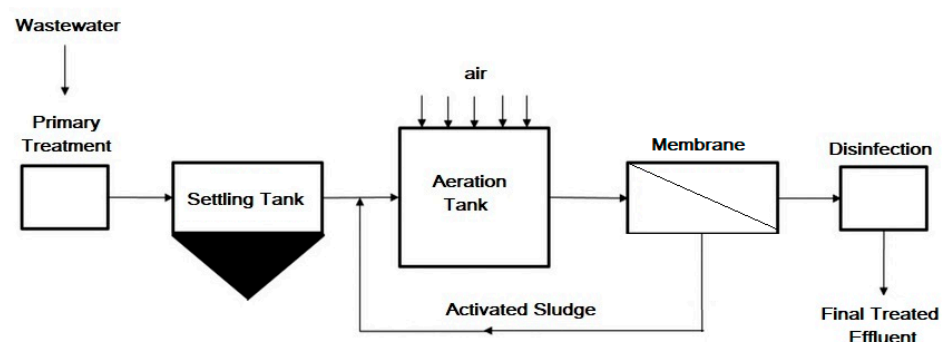 Wastewater
Primary
Treatment
Settling Tank
air
Aeration
Tank
Membrane
Disinfection
Activated Sludge
Final Treated
Effluent